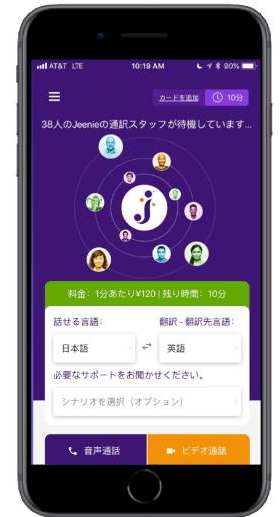 AT&T LTE 10:19 AM 90%
カードを追加 10分
38人のJeenieの通訳スタッフが待機しています...
料金: 1分あたり¥120 | 残り時間: 10分
話せる言語: 翻訳 - 翻訳先言語:
日本語 英語
必要なサポートをお聞かせください。
シナリオを選択（オプション）
音声通話 ビデオ通話